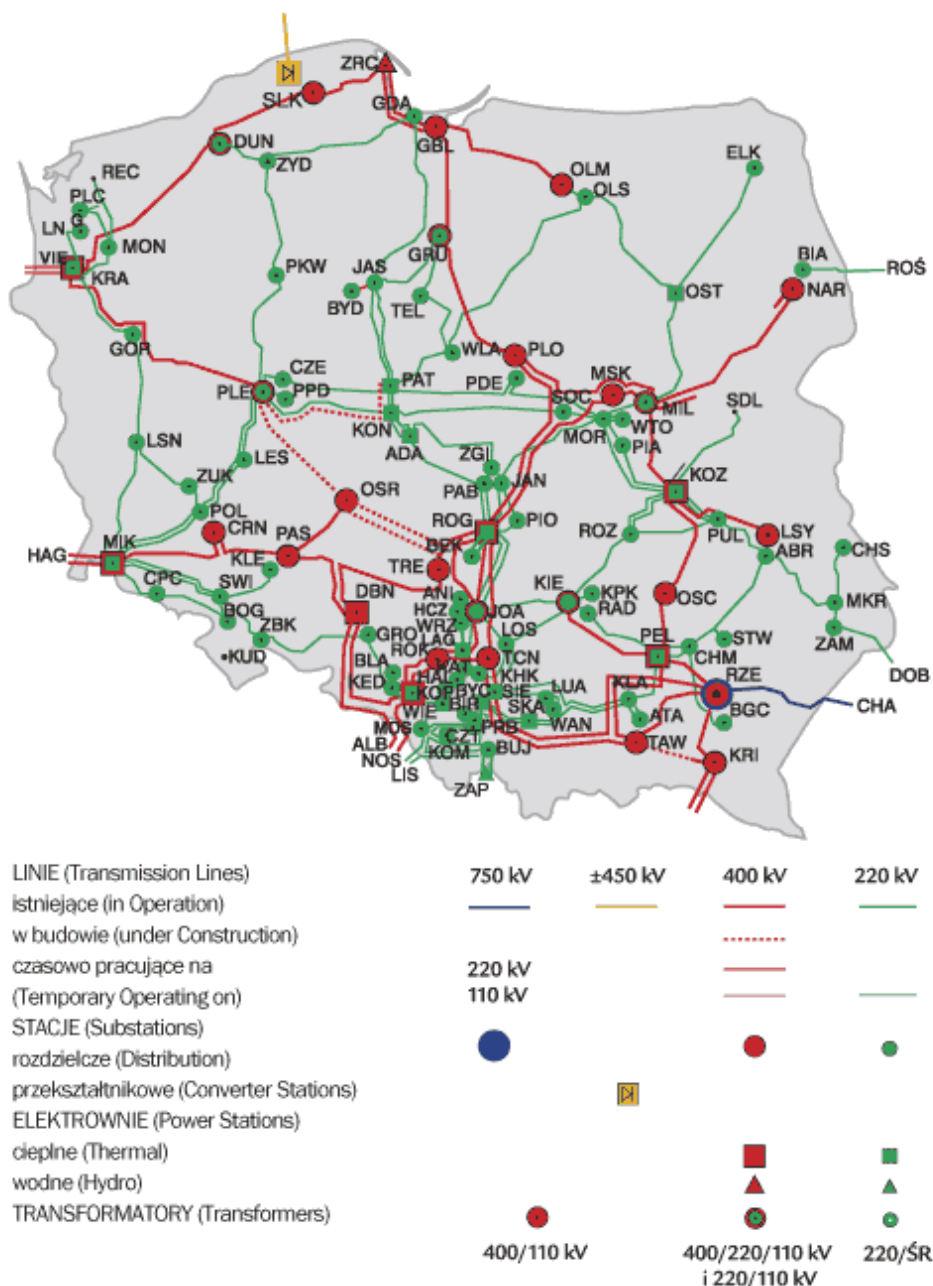 ZRC
SLK
GDA
GBL
DUN
ZYD
OLM
OLS
ELK
REC
PLC
LN
G
MON
VIE
KRA
PKW
JAS
BYD
GRU
TEL
BIA
ROŚ
NAR
OST
GOR
CZE
PLE
PPD
WLA
PLO
PAT
PDE
MSK
SOC
MIL
KON
ADA
MOR
WTO
PIA
SDL
LSN
LES
ZUK
ZGI
PAB
JAN
KOZ
OSR
POL
CRN
PAS
ROG
PIO
ROZ
PUL
LSY
ABR
CHS
HAG
MIK
KLE
BEK
TRE
CPC
SWI
DBN
ANI
HCZ
JOA
KIE
KPK
RAD
OSC
MKR
BOG
ZBK
WRZ
GRO
LAG
LOS
PEL
STW
ZAM
KUD
ROK
TCN
CHM
DOB
BLA
HAL
KAT
KHK
RZE
KED
KOP
BYC
SIE
LUA
KLA
CHA
WIE
BIR
SKA
WAN
ATA
BGC
MOS
PRB
CZT
ALB
KOM
BUJ
TAW
KRI
NOS
LIS
ZAP
LINIE (Transmission Lines) 750 kV ±450 kV 400 kV 220 kV
istniejące (in Operation)
w budowie (under Construction)
czasowo pracujące na 220 kV
(Temporary Operating on) 110 kV
STACJE (Substations)
rozdzielcze (Distribution)
przekształtnikowe (Converter Stations)
ELEKTROWNIE (Power Stations)
cieplne (Thermal)
wodne (Hydro)
TRANSFORMATORY (Transformers)
400/110 kV 400/220/110 kV 220/ŚR
i 220/110 kV